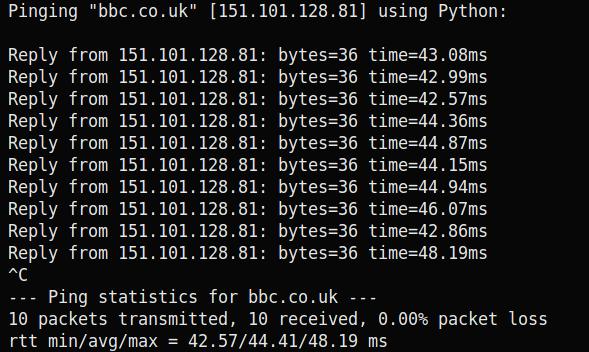 Pinging "bbc.co.uk" [151.101.128.81] using Python:
Reply from 151.101.128.81: bytes=36 time=43.08ms
Reply from 151.101.128.81: bytes=36 time=42.99ms
Reply from 151.101.128.81: bytes=36 time=42.57ms
Reply from 151.101.128.81: bytes=36 time=44.36ms
Reply from 151.101.128.81: bytes=36 time=44.87ms
Reply from 151.101.128.81: bytes=36 time=44.15ms
Reply from 151.101.128.81: bytes=36 time=44.94ms
Reply from 151.101.128.81: bytes=36 time=46.07ms
Reply from 151.101.128.81: bytes=36 time=42.86ms
Reply from 151.101.128.81: bytes=36 time=48.19ms
^C
--- Ping statistics for bbc.co.uk ---
10 packets transmitted, 10 received, 0.00% packet loss
rtt min/avg/max = 42.57/44.41/48.19 ms